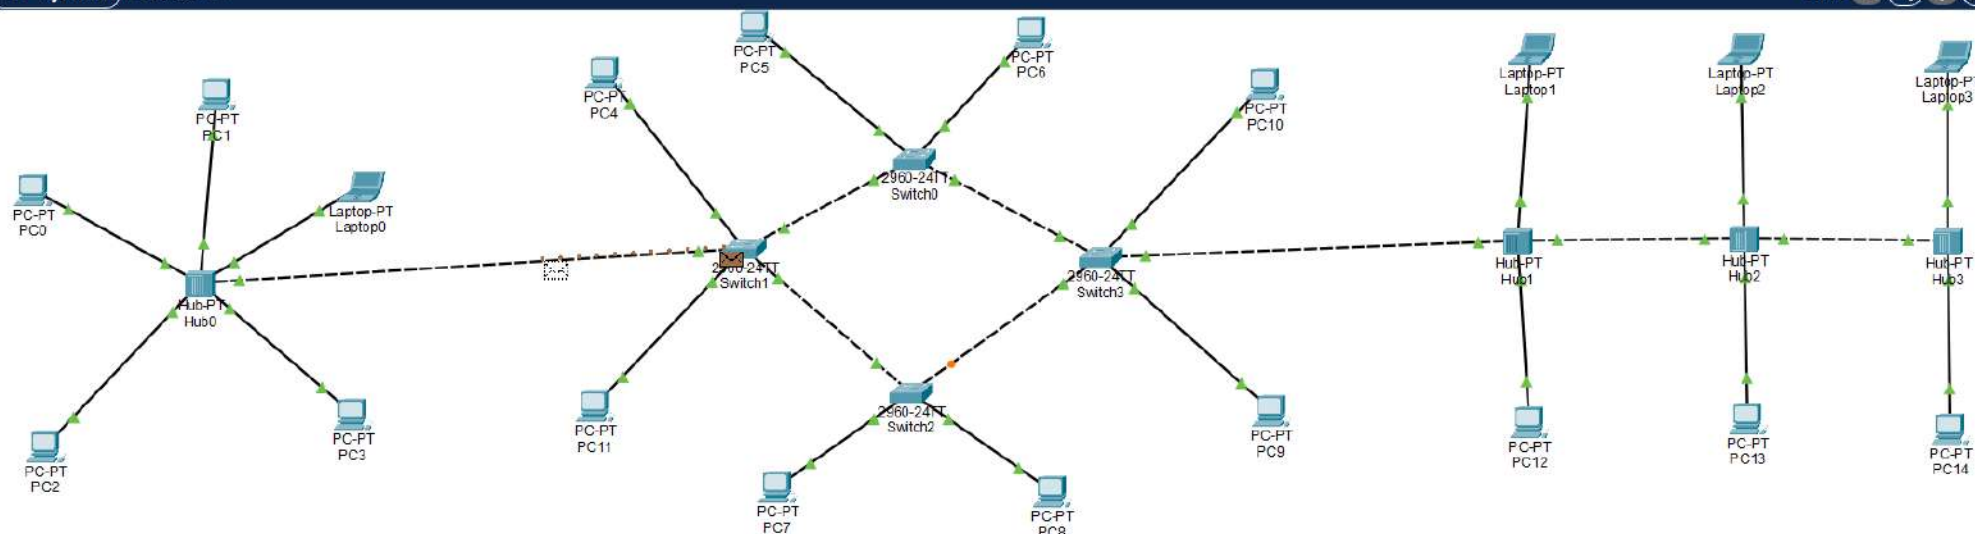 PC-PT
PC5
PC-PT
PC6
PC-PT
PC4
PC-PT
PC1
PC-PT
PC10
Laptop-PT
Laptop1
Laptop-PT
Laptop2
Laptop-P
Laptop3
PC-PT
PC0
Laptop-PT
Laptop0
2960-24TT
Switch0
Hub-PT
Hub0
2960-24TT
Switch1
2960-24TT
Switch3
Hub-PT
Hub1
Hub-PT
Hub2
Hub-PT
Hub3
PC-PT
PC2
PC-PT
PC3
PC-PT
PC11
2960-24TT
Switch2
PC-PT
PC9
PC-PT
PC12
PC-PT
PC13
PC-PT
PC14
PC-PT
PC7
PC-PT
PC8